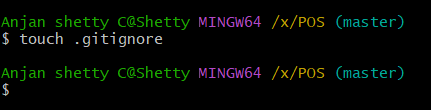 Anjan shetty C@Shetty MINGW64 /x/POS (master)
$ touch .gitignore
Anjan shetty C@Shetty MINGW64 /x/POS (master)
$